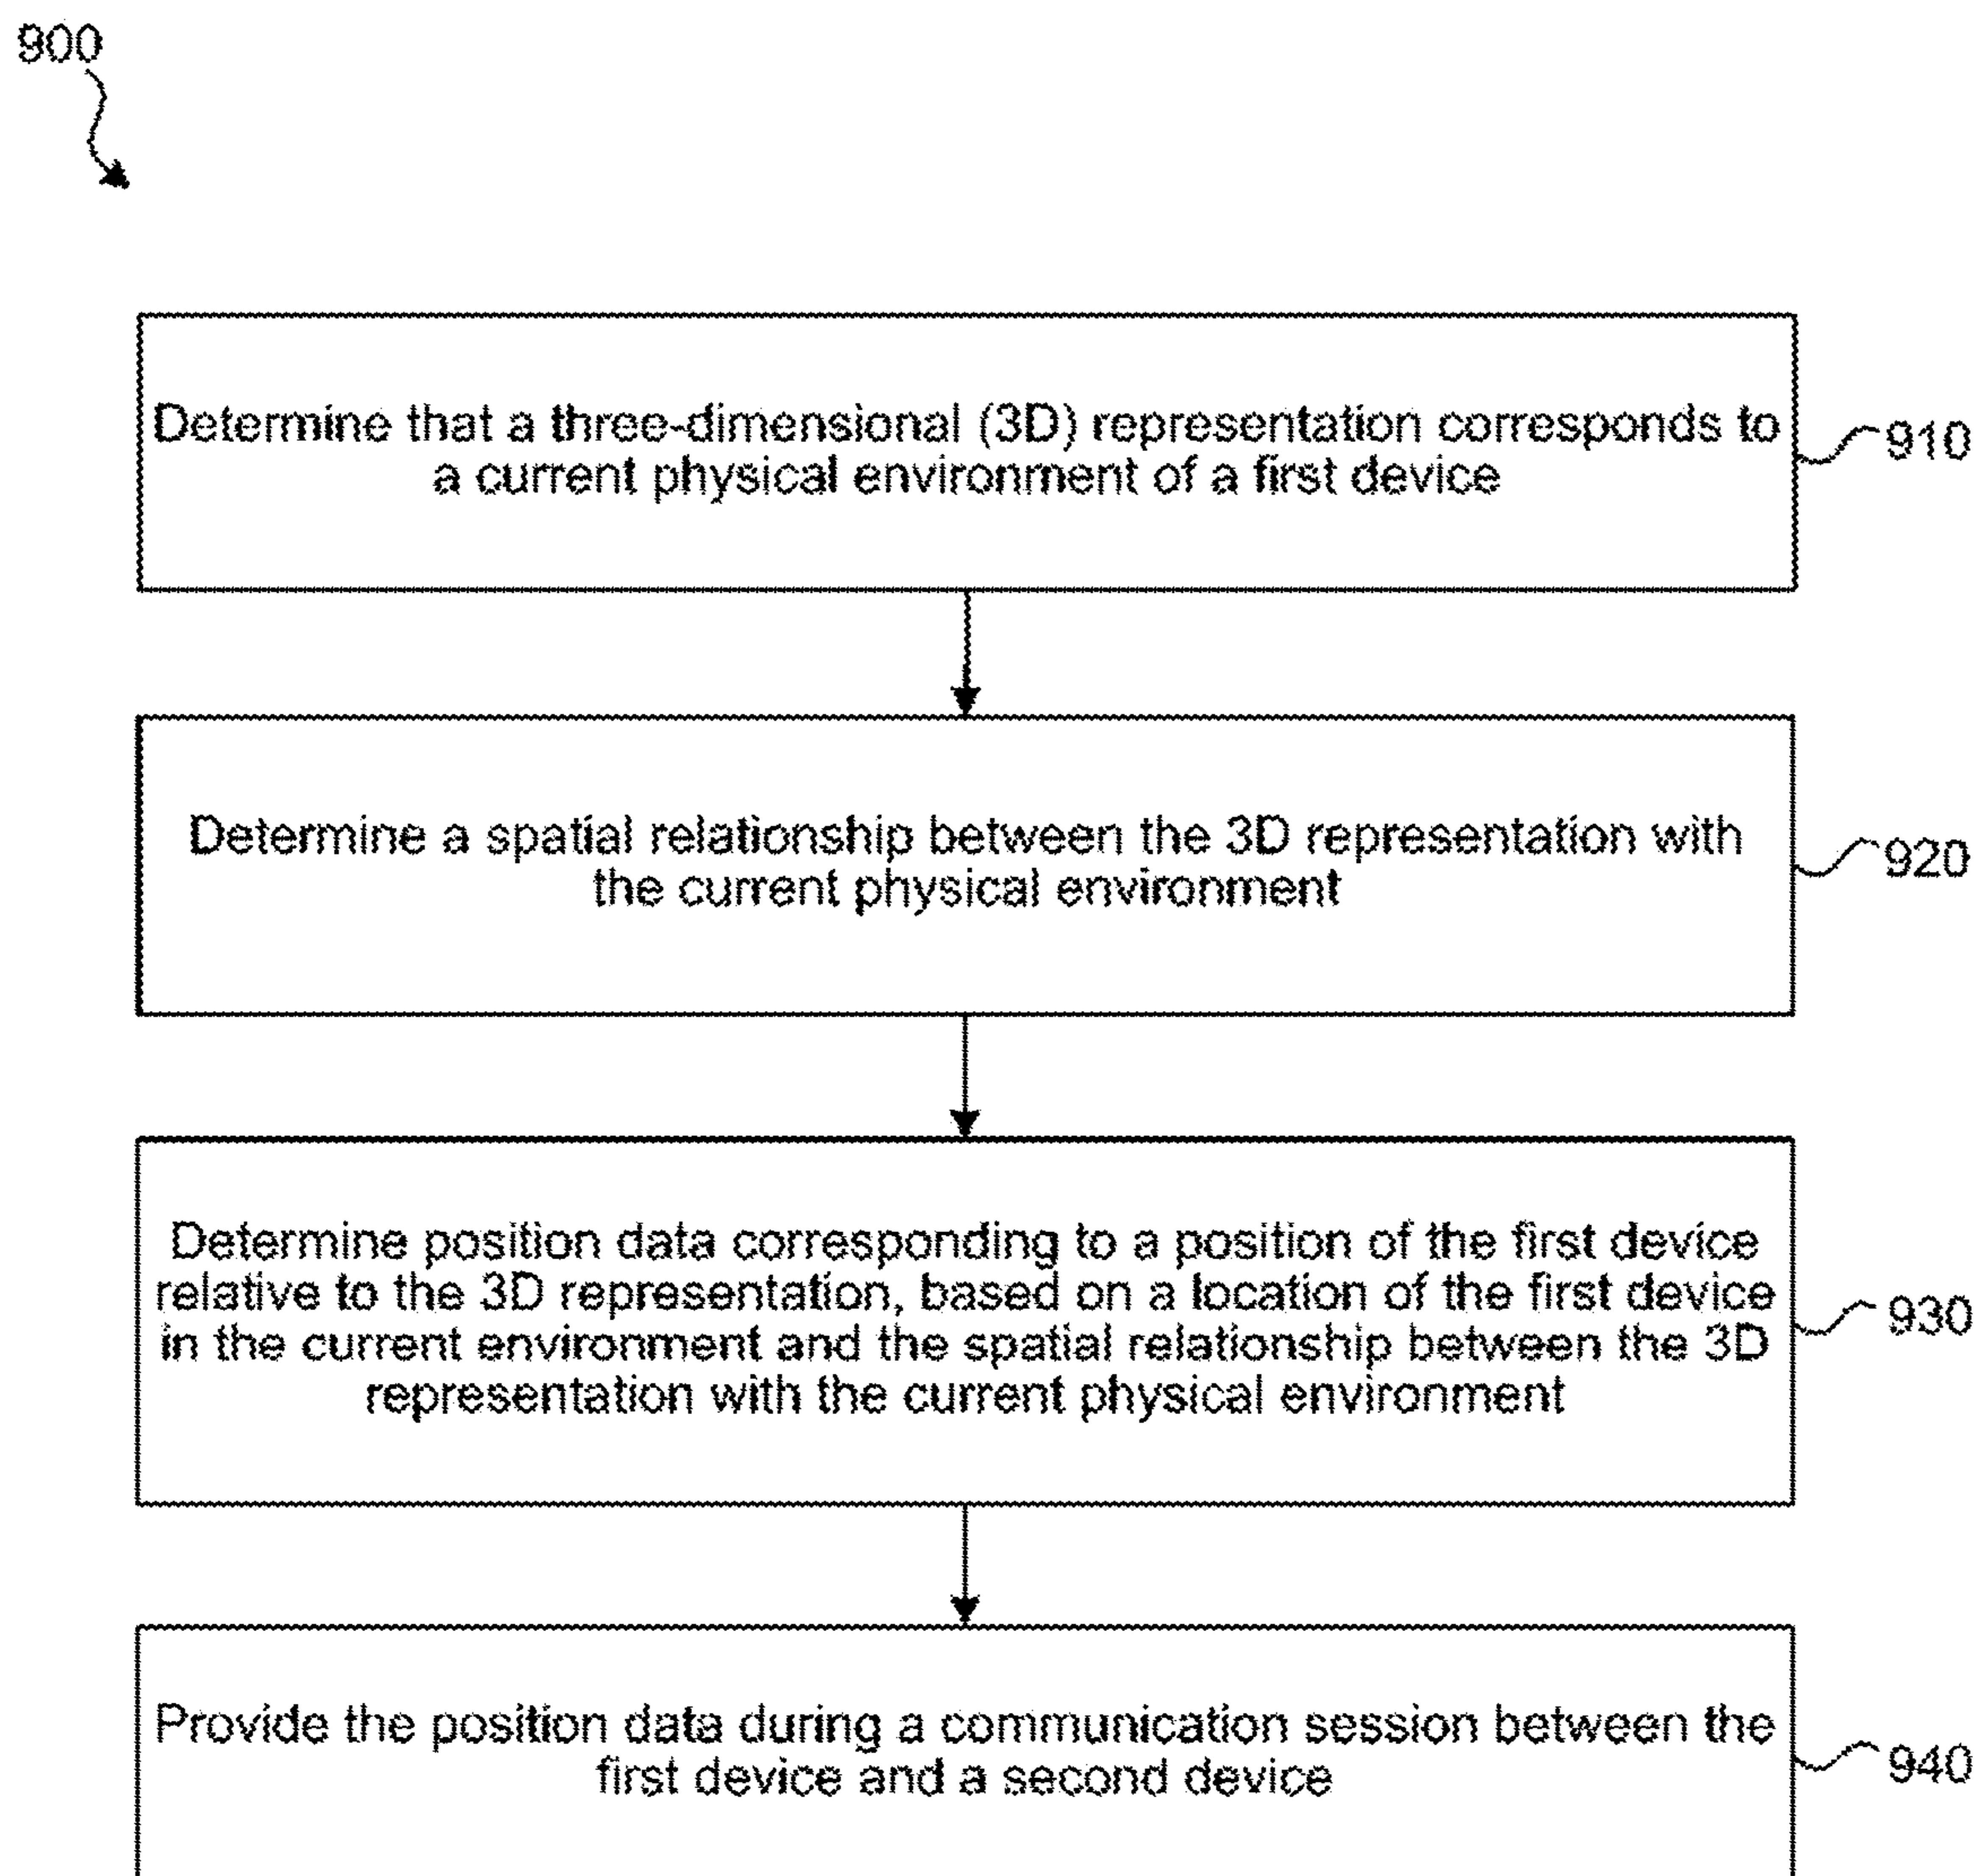 900
Determine that a three-dimensional (3D) representation corresponds to
a current physical environment of a first device
910
Determine a spatial relationship between the 3D representation with
the current physical environment
920
Determine position data corresponding to a position of the first device
relative to the 3D representation, based on a location of the first device
in the current environment and the spatial relationship between the 3D
representation with the current physical environment
930
Provide the position data during a communication session between the
first device and a second device
940